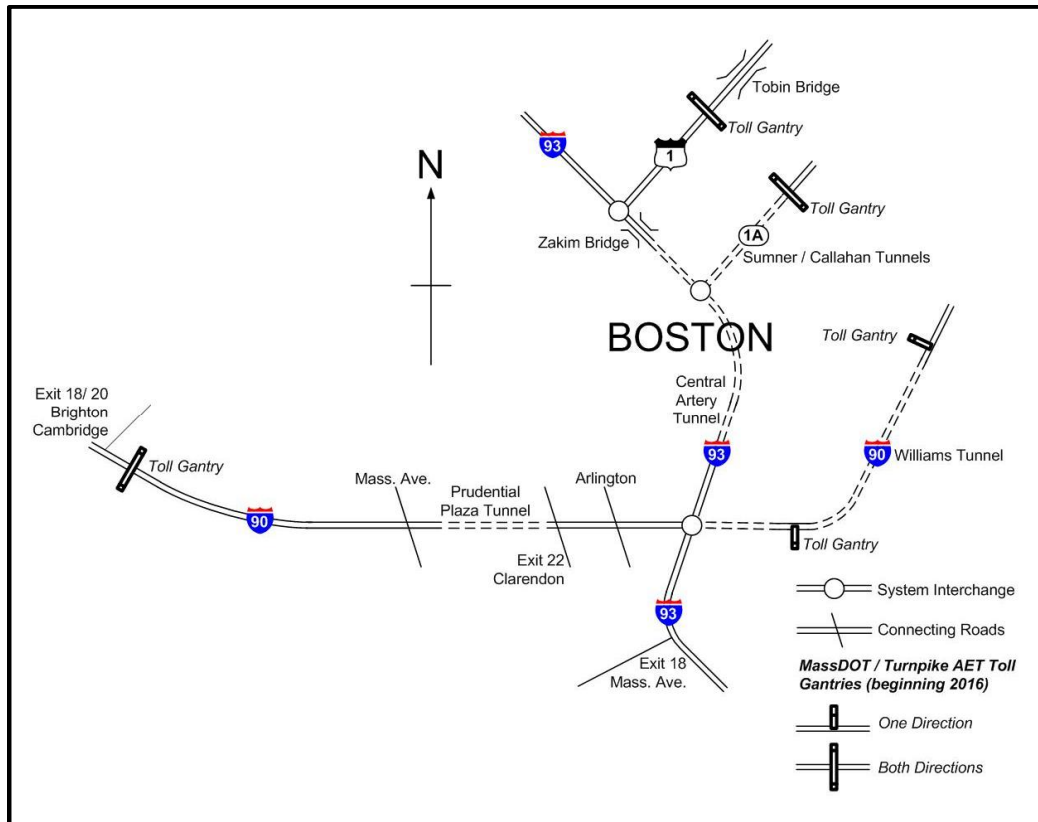 Tobin Bridge
Toll Gantry
93
1
N
Toll Gantry
1A
Zakim Bridge
Sumner / Callahan Tunnels
BOSTON
Toll Gantry
Central
Artery
Tunnel
Exit 18/ 20
Brighton
Cambridge
Toll Gantry
93
90
Williams Tunnel
Mass. Ave.
Prudential
Plaza Tunnel
Arlington
90
Toll Gantry
Exit 22
Clarendon
93
Exit 18
Mass. Ave.
System Interchange
Connecting Roads
MassDOT / Turnpike AET Toll
Gantries (beginning 2016)
One Direction
Both Directions